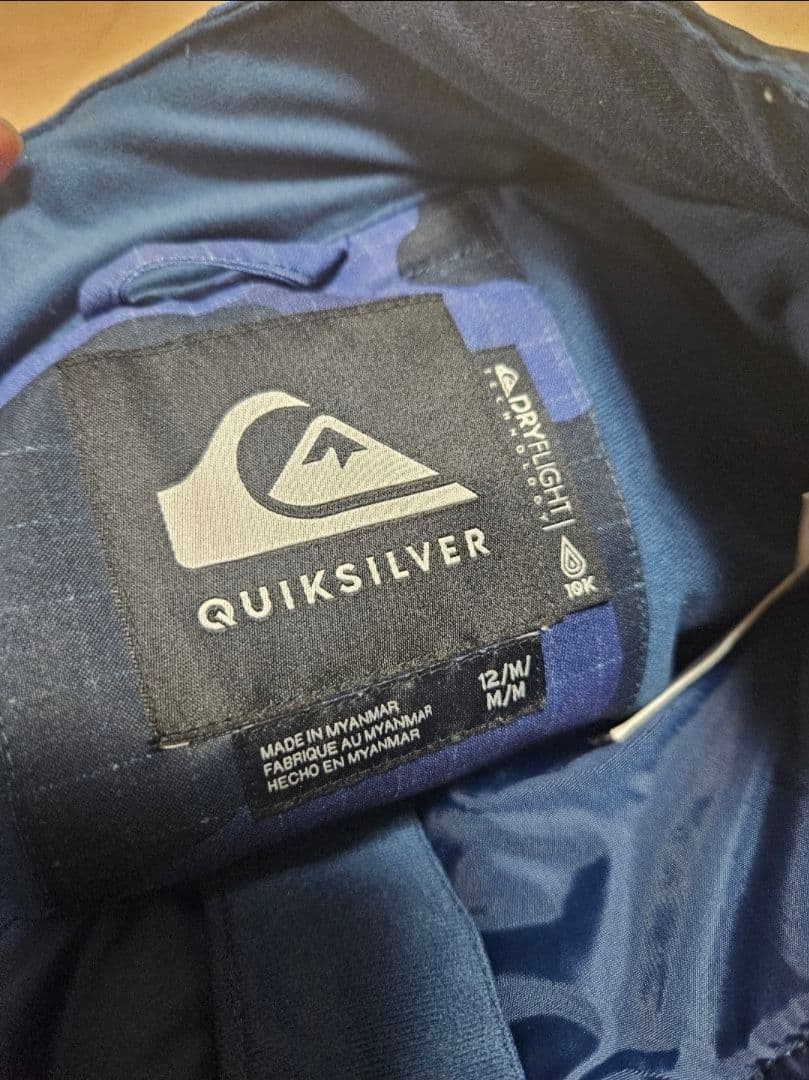 QUIKSILVER
DRYFLIGHT
TECHNOLOGY
10K
12/M/
M/M
MADE IN MYANMAR
FABRIQUE AU MYANMAR
HECHO EN MYANMAR